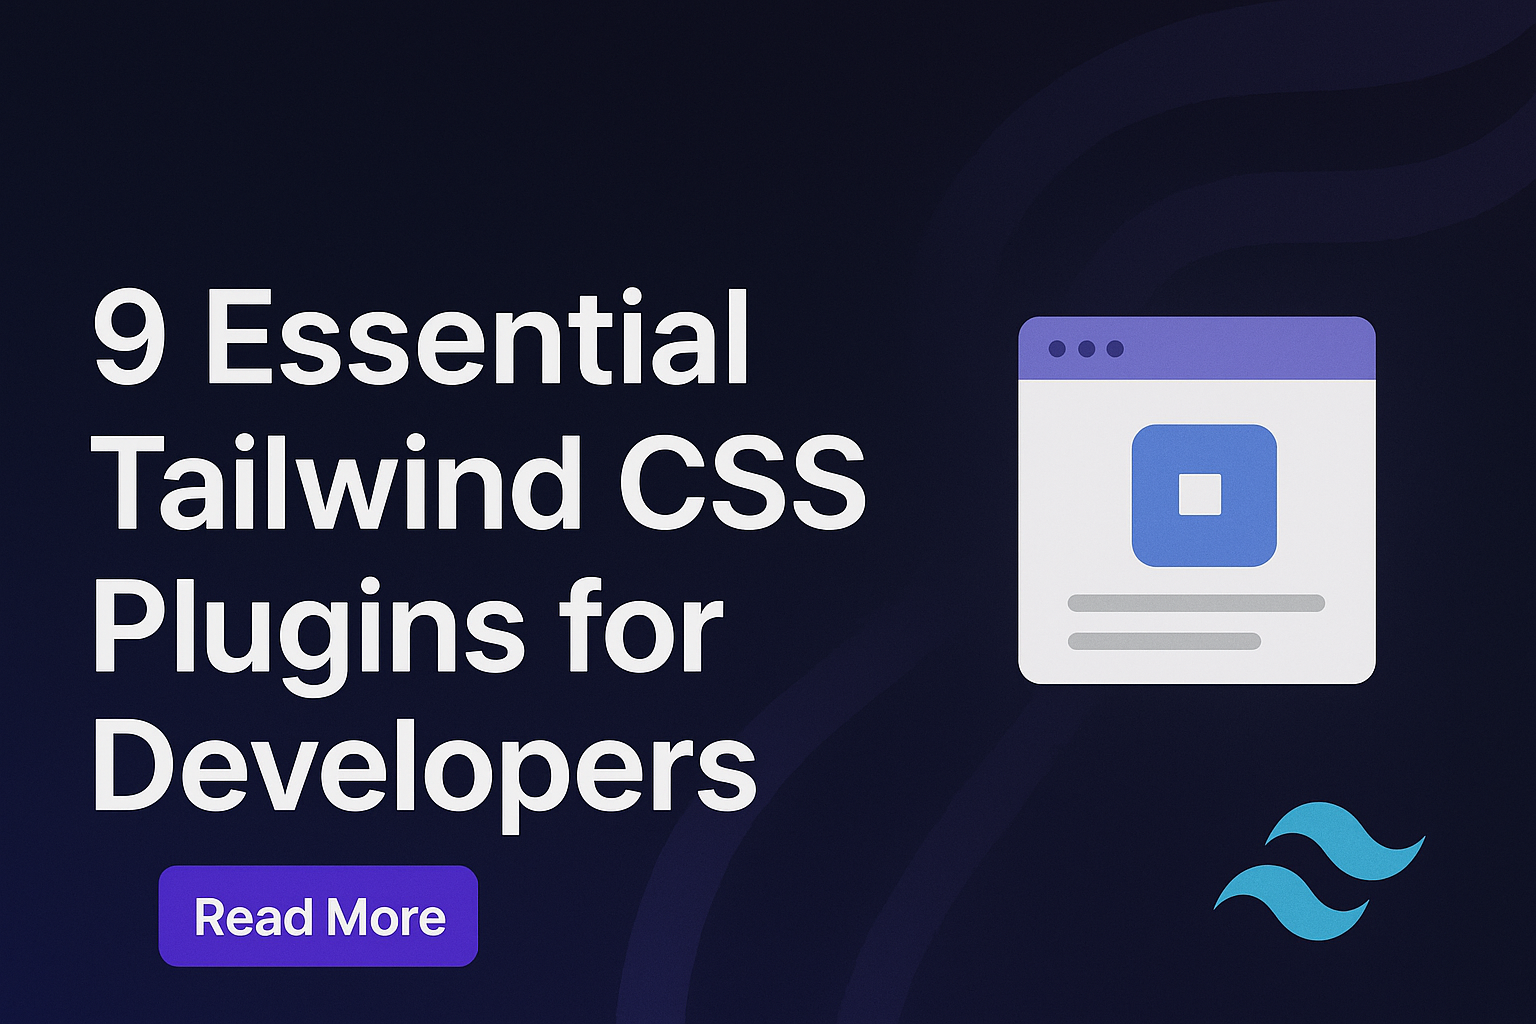 9 Essential
Tailwind CSS
Plugins for
Developers
Read More